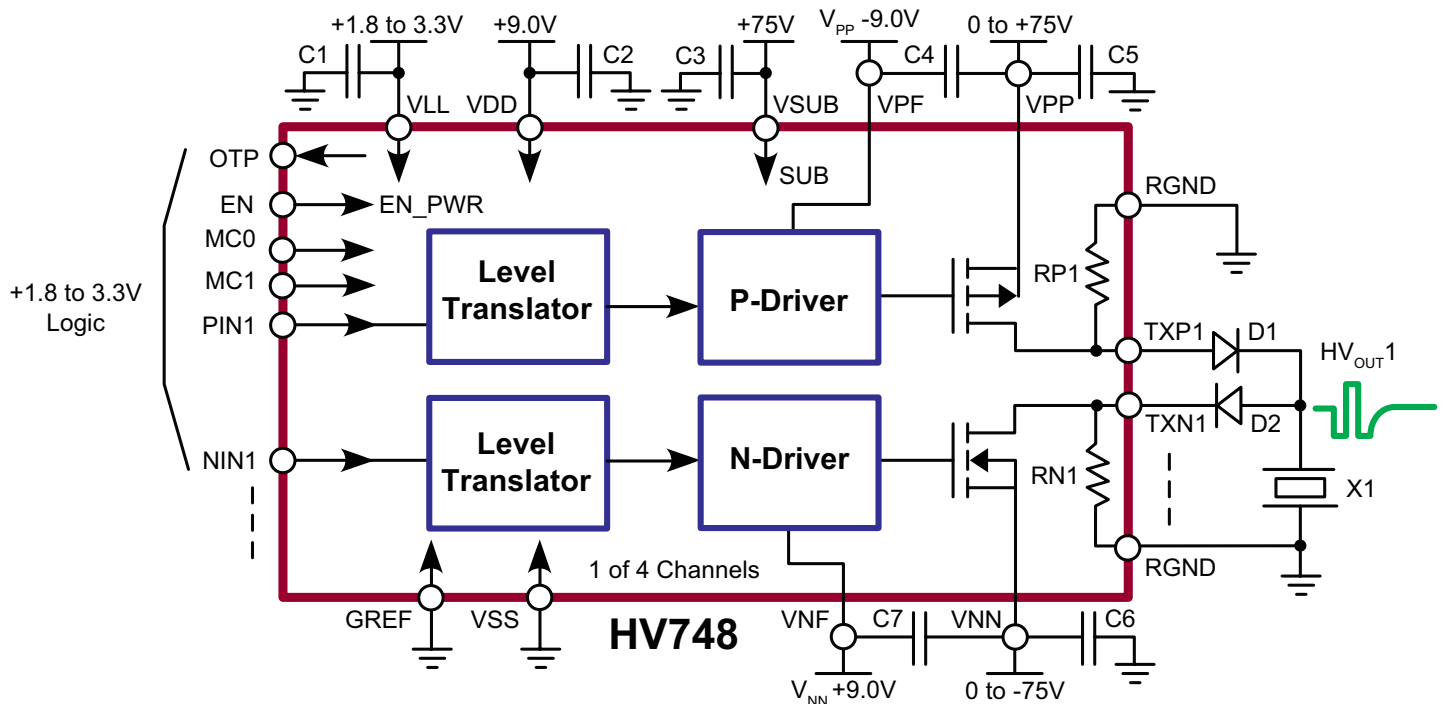 +1.8 to 3.3V
+9.0V
+75V
VPP -9.0V
0 to +75V
C1
C2
C3
C4
C5
VLL
VDD
VSUB
VPF
VPP
OTP
SUB
RGND
EN
EN_PWR
MC0
MC1
+1.8 to 3.3V
Logic
PIN1
Level
Translator
P-Driver
RP1
TXP1
D1
HVOUT1
TXN1
D2
NIN1
Level
Translator
N-Driver
RN1
X1
1 of 4 Channels
RGND
GREF
VSS
HV748
VNF
C7
VNN
C6
VNN +9.0V
0 to -75V